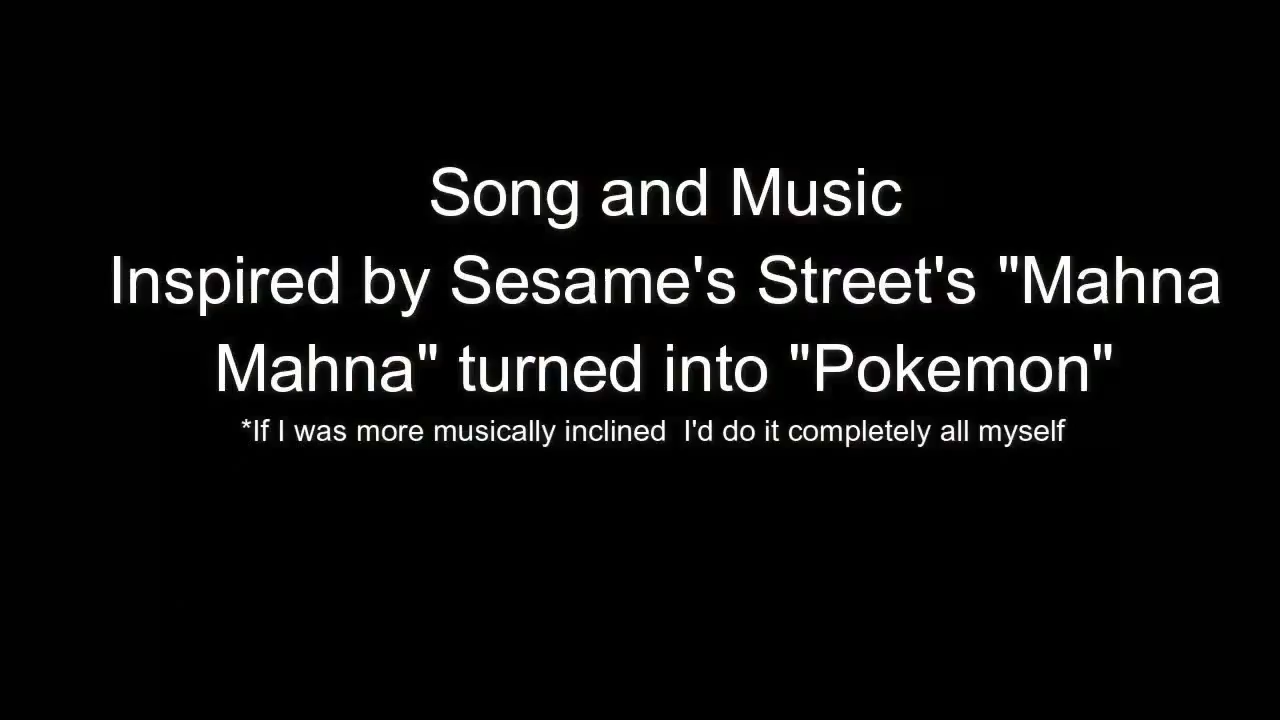 Song and Music
Inspired by Sesame's Street's "Mahna
Mahna" turned into "Pokemon"
*If I was more musically inclined  I'd do it completely all myself